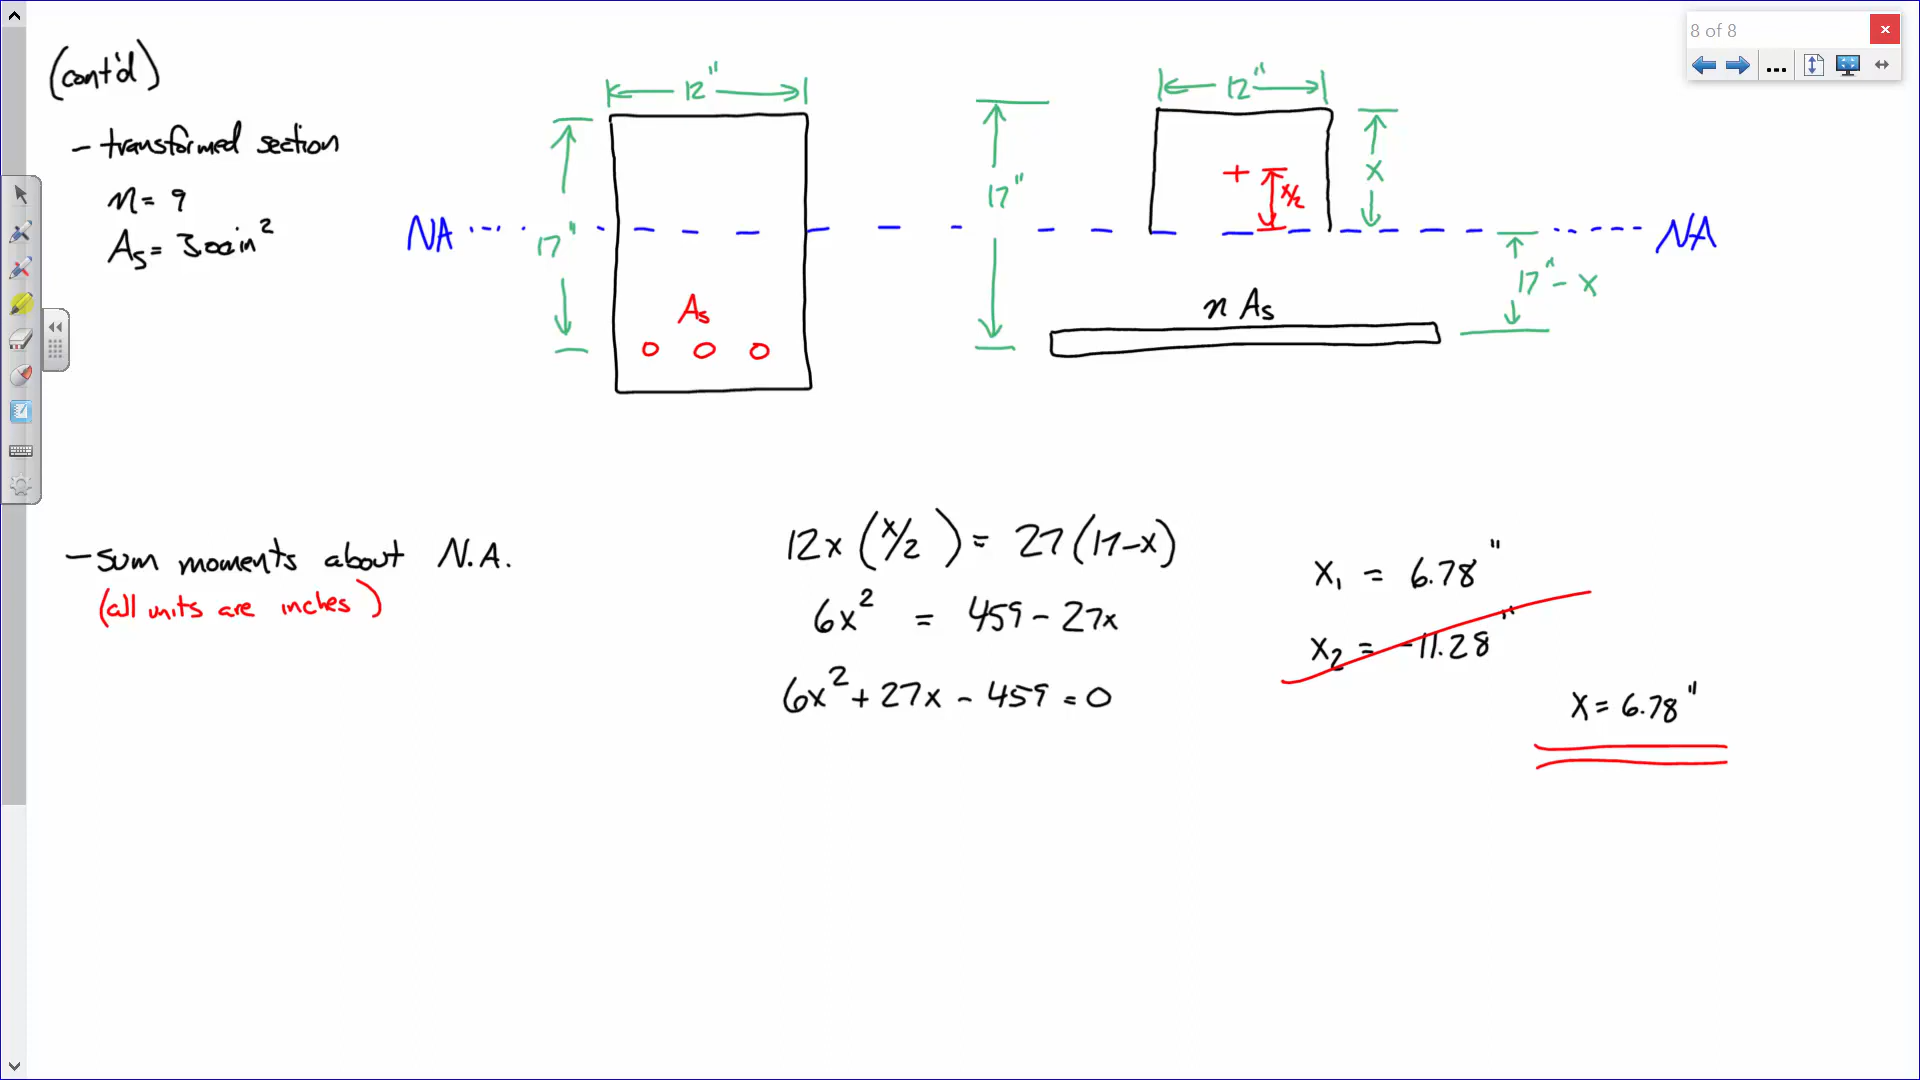 8 of 8
(cont'd)
- transformed section
n = 9
As = 3.00 in²
12"
17"
As
NA
12"
17"
x
x/2
NA
17" - x
n As
- sum moments about N.A.
(all units are inches)
12x (x/2) = 27 (17-x)
6x² = 459 - 27x
6x² + 27x - 459 = 0
x₁ = 6.78"
x₂ = -11.28"
x = 6.78"